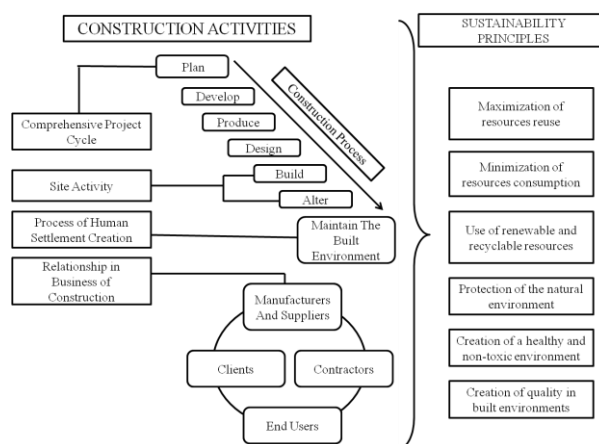 CONSTRUCTION ACTIVITIES
Plan
Develop
Produce
Design
Build
Alter
Maintain The
Built
Environment
Construction Process
Comprehensive Project
Cycle
Site Activity
Process of Human
Settlement Creation
Relationship in
Business of
Construction
Manufacturers
And Suppliers
Clients
Contractors
End Users
SUSTAINABILITY
PRINCIPLES
Maximization of
resources reuse
Minimization of
resources consumption
Use of renewable and
recyclable resources
Protection of the natural
environment
Creation of a healthy and
non-toxic environment
Creation of quality in
built environments